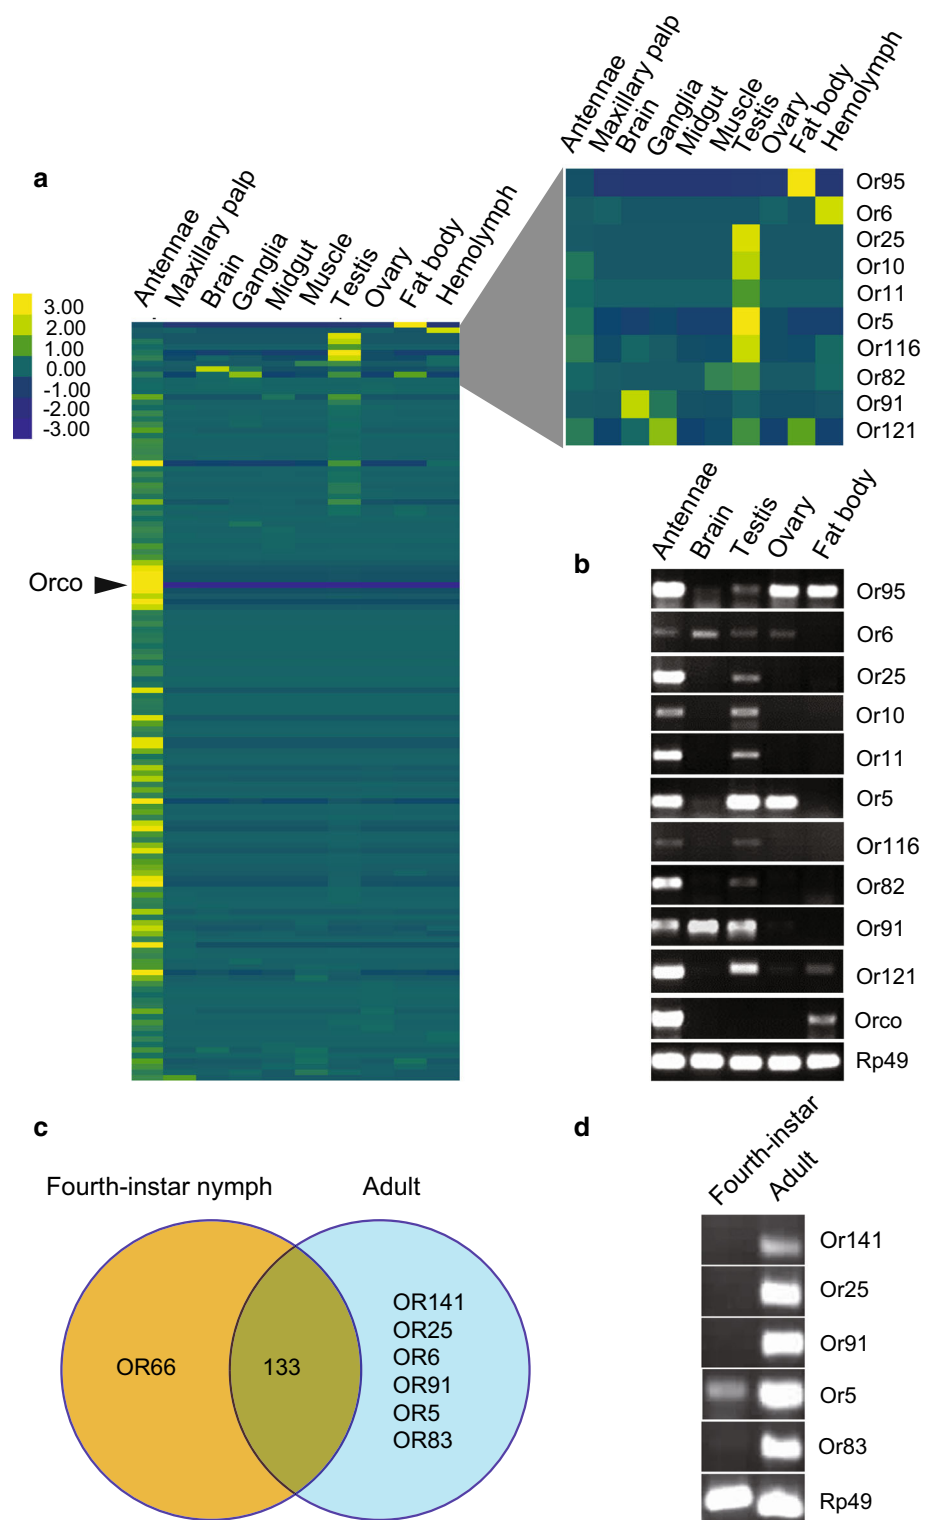 a
Antennae
Maxillary palp
Brain
Ganglia
Midgut
Muscle
Testis
Ovary
Fat body
Hemolymph
3.00
2.00
1.00
0.00
-1.00
-2.00
-3.00
Orco
Antennae
Maxillary palp
Brain
Ganglia
Midgut
Muscle
Testis
Ovary
Fat body
Hemolymph
Or95
Or6
Or25
Or10
Or11
Or5
Or116
Or82
Or91
Or121
b
Antennae
Brain
Testis
Ovary
Fat body
Or95
Or6
Or25
Or10
Or11
Or5
Or116
Or82
Or91
Or121
Orco
Rp49
c
Fourth-instar nymph
Adult
OR66
133
OR141
OR25
OR6
OR91
OR5
OR83
d
Fourth-instar
Adult
Or141
Or25
Or91
Or5
Or83
Rp49